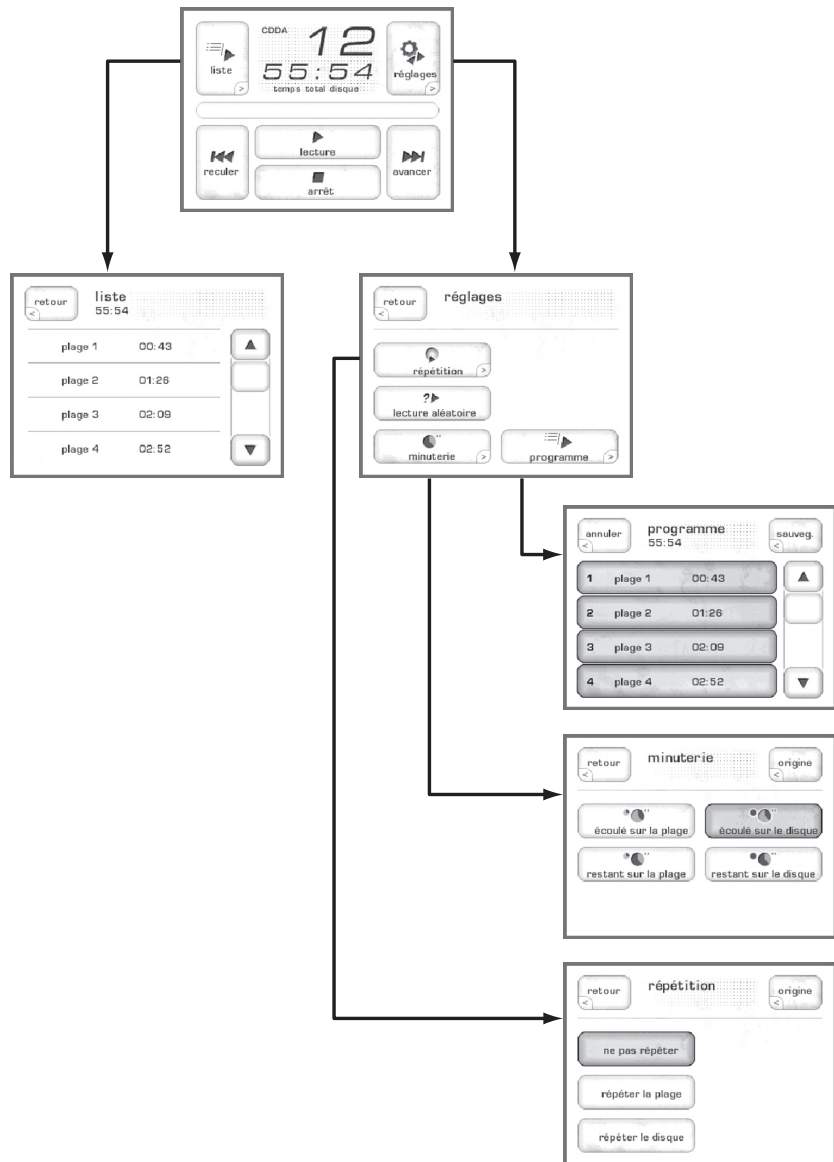 CDDA
12
liste
55:54
réglages
temps total disque
>
>
lecture
reculer
avancer
arrêt
retour
<
liste
55:54
plage 1 00:43
plage 2 01:26
plage 3 02:09
plage 4 02:52
retour
<
réglages
répétition >
?
lecture aléatoire
minuterie >
programme >
annuler
<
programme
55:54
sauveg.
<
1 plage 1 00:43
2 plage 2 01:26
3 plage 3 02:09
4 plage 4 02:52
retour
<
minuterie
origine
<
écoulé sur la plage
écoulé sur le disque
restant sur la plage
restant sur le disque
retour
<
répétition
origine
<
ne pas répéter
répéter la plage
répéter le disque